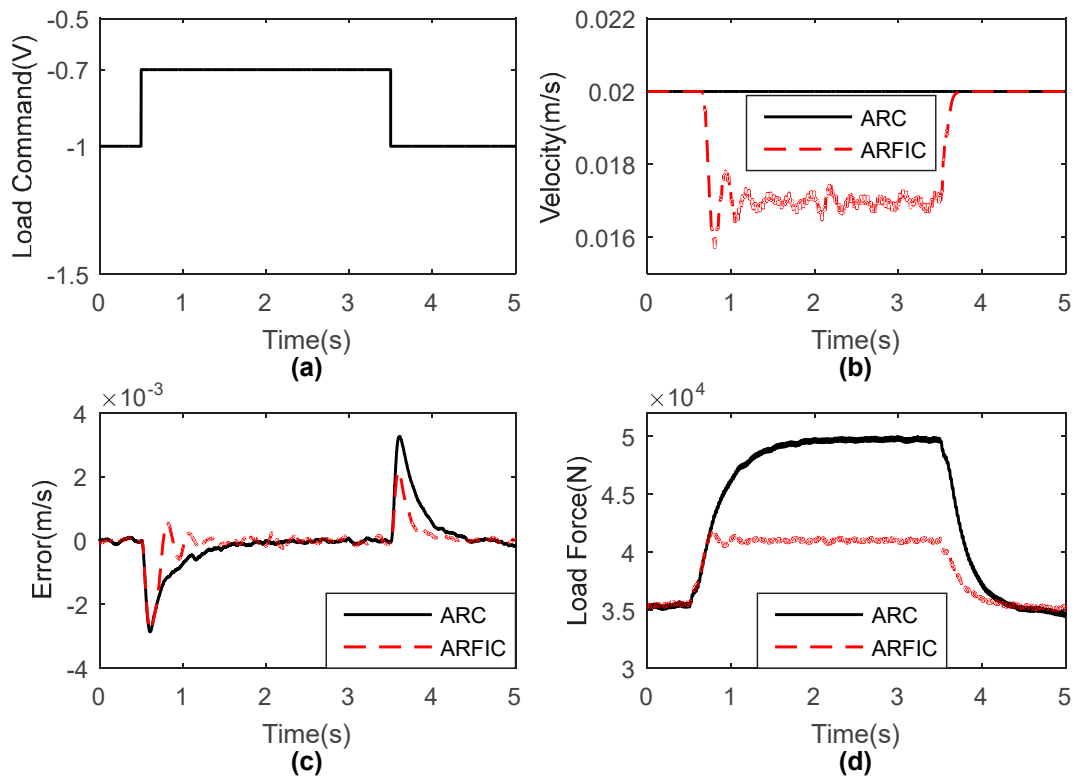 Load Command(V)
-0.5
-0.7
-1
-1.5
0 1 2 3 4 5
Time(s)
(a)
Velocity(m/s)
0.022
0.02
0.018
0.016
ARC
ARFIC
0 1 2 3 4 5
Time(s)
(b)
×10-3
Error(m/s)
4
2
0
-2
-4
ARC
ARFIC
0 1 2 3 4 5
Time(s)
(c)
×104
Load Force(N)
5
4.5
4
3.5
3
ARC
ARFIC
0 1 2 3 4 5
Time(s)
(d)